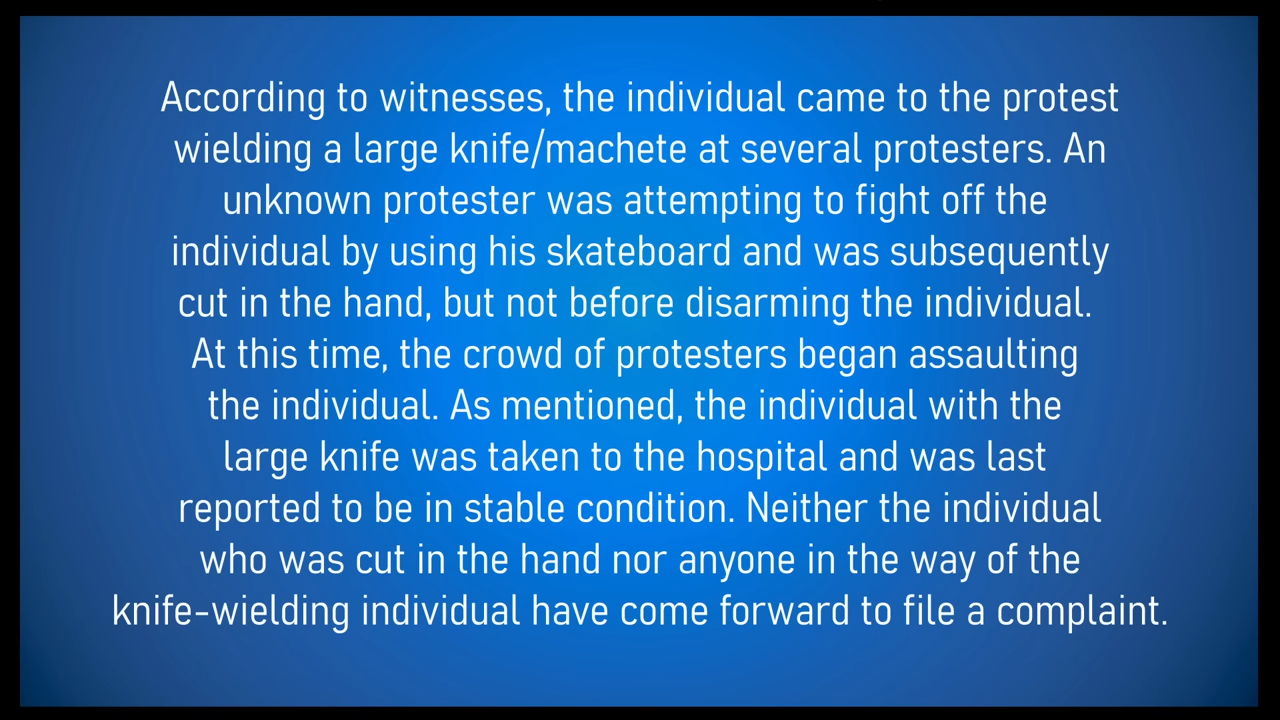 According to witnesses, the individual came to the protest
wielding a large knife/machete at several protesters. An
unknown protester was attempting to fight off the
individual by using his skateboard and was subsequently
cut in the hand, but not before disarming the individual.
At this time, the crowd of protesters began assaulting
the individual. As mentioned, the individual with the
large knife was taken to the hospital and was last
reported to be in stable condition. Neither the individual
who was cut in the hand nor anyone in the way of the
knife-wielding individual have come forward to file a complaint.